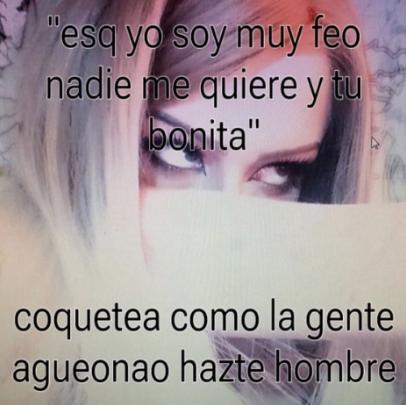 "esq yo soy muy feo
nadie me quiere y tu
bonita"
coquetea como la gente
agueonao hazte hombre